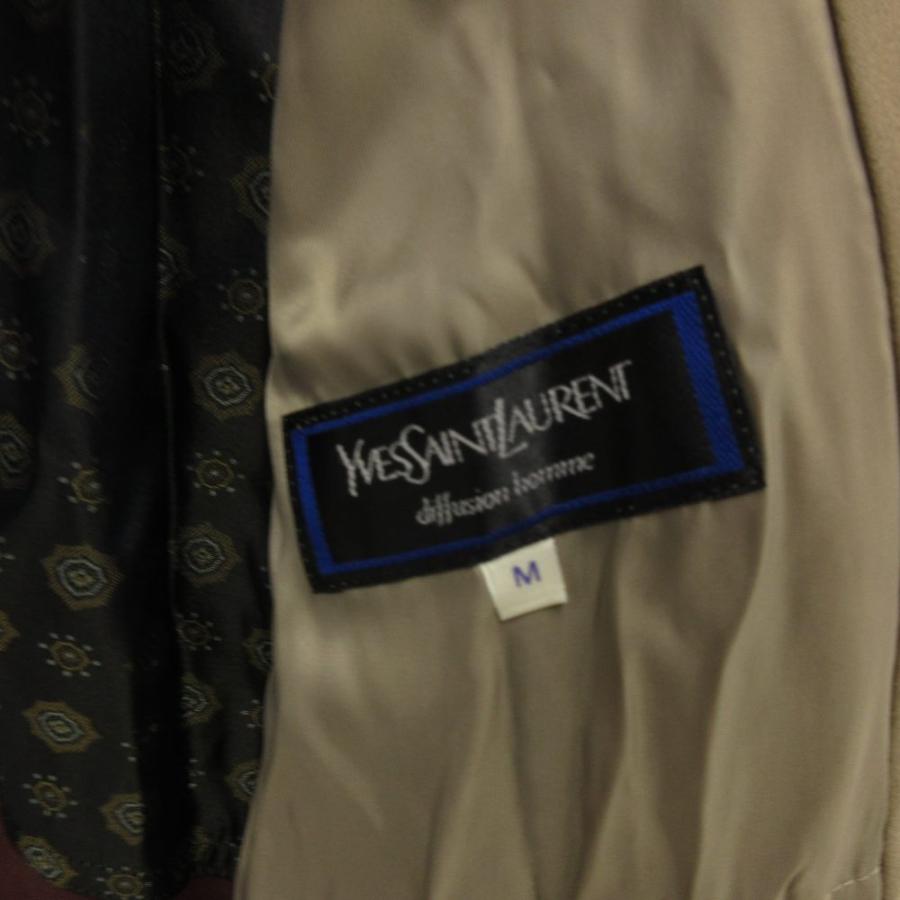 YVESSAINTLAURENT
diffusion homme
M